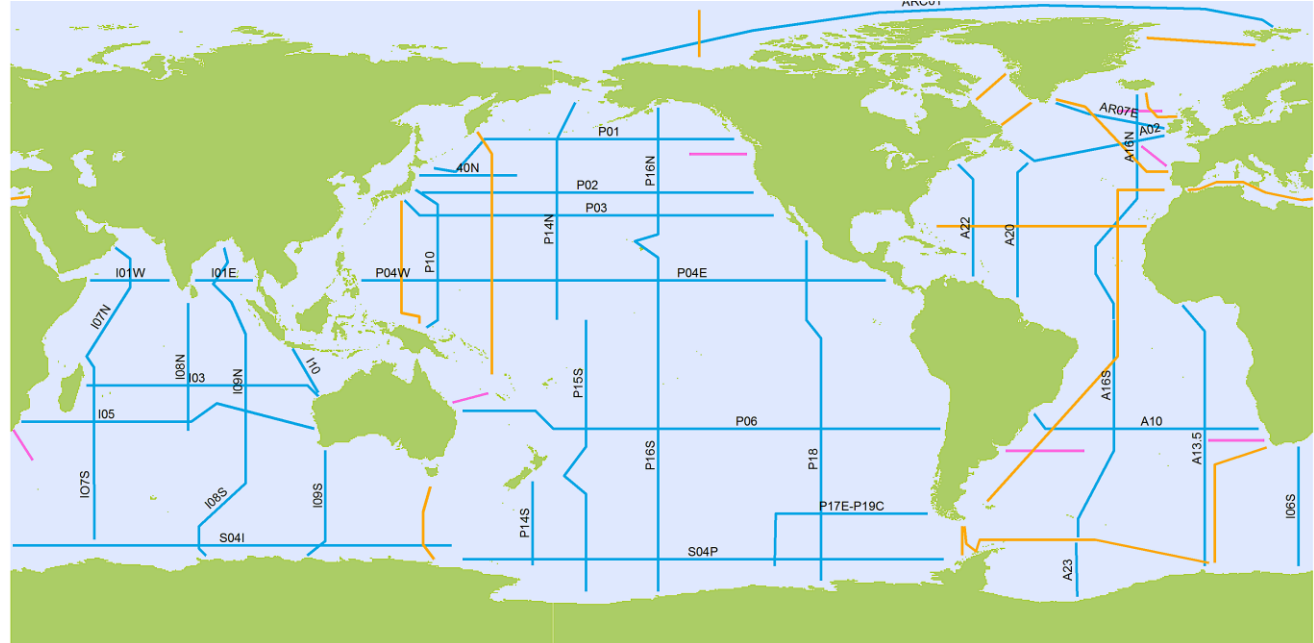 ARC01
AR07E
A02
A16N
P01
P16N
40N
P02
P03
P14N
P10
A22
A20
I01W
I01E
P04W
P04E
I07N
I08N
I03
I09N
I10
P15S
A16S
I05
P06
A10
P16S
P18
A13.5
IO7S
I08S
I09S
P14S
P17E-P19C
I06S
S04I
S04P
A23